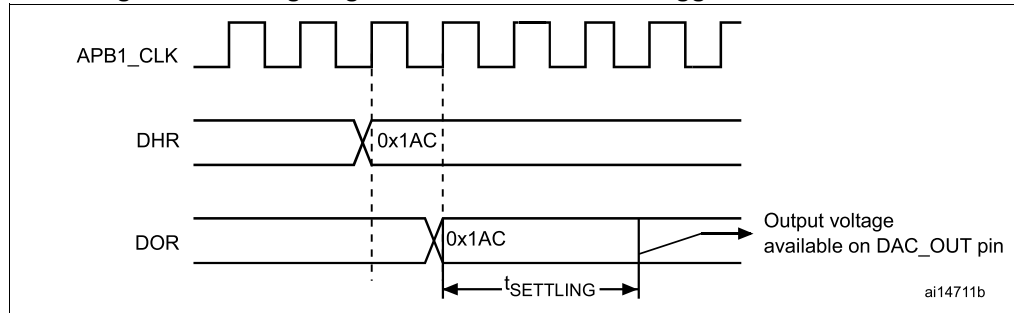 APB1_CLK
DHR
0x1AC
DOR
0x1AC
Output voltage
available on DAC_OUT pin
tSETTLING
ai14711b